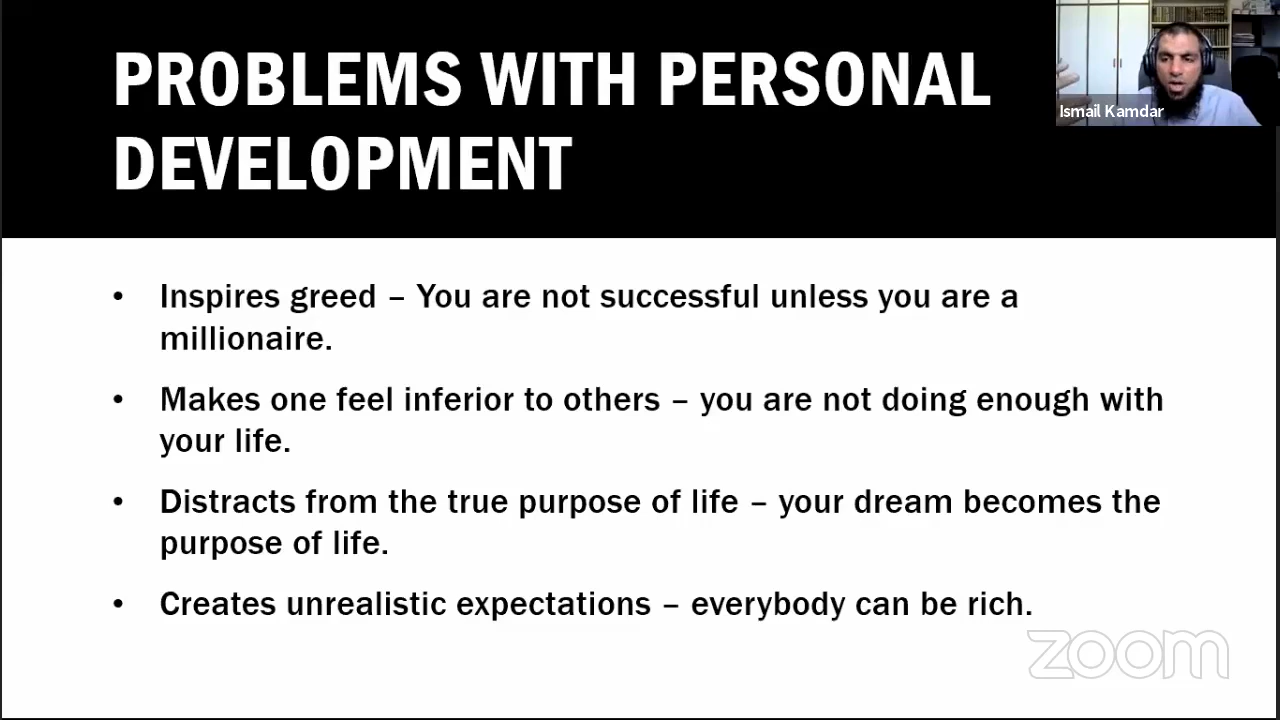 PROBLEMS WITH PERSONAL
DEVELOPMENT
Ismail Kamdar
• Inspires greed – You are not successful unless you are a
millionaire.
• Makes one feel inferior to others – you are not doing enough with
your life.
• Distracts from the true purpose of life – your dream becomes the
purpose of life.
• Creates unrealistic expectations – everybody can be rich.
zoom